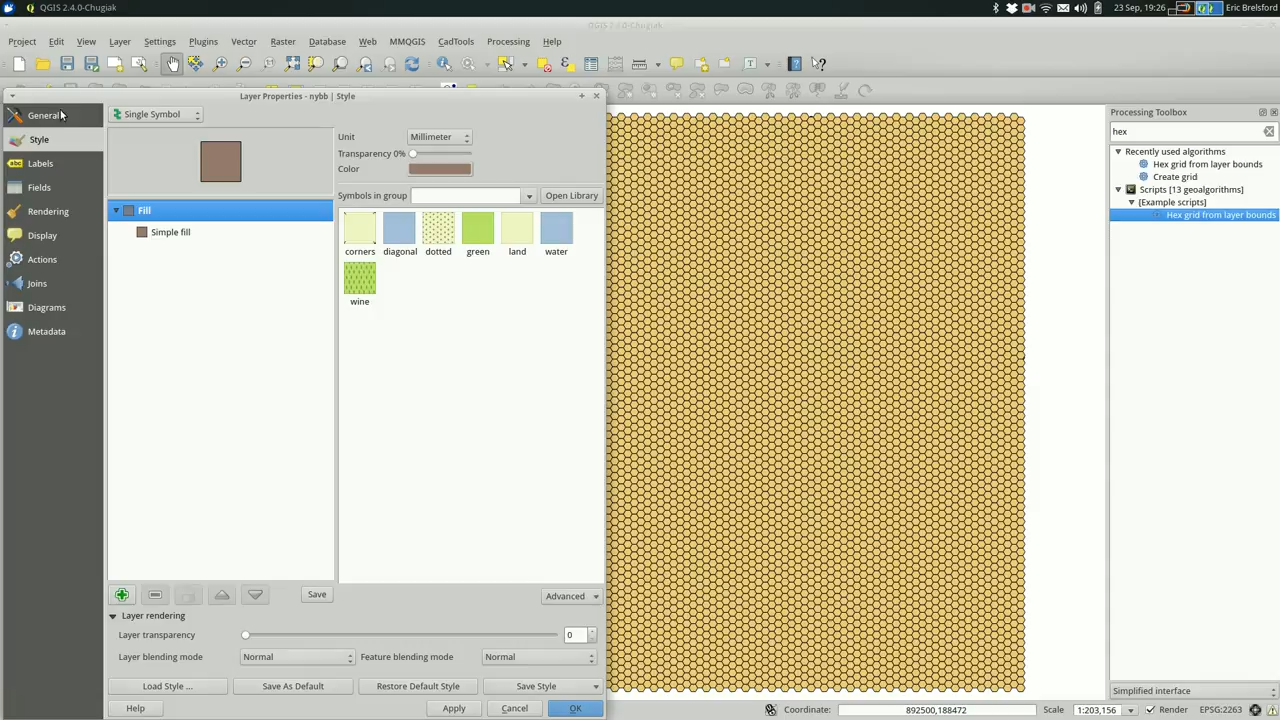 QGIS 2.4.0-Chugiak
23 Sep, 19:26
Eric Brelsford
QGIS 2.4.0-Chugiak
Project Edit View Layer Settings Plugins Vector Raster Database Web MMQGIS CadTools Processing Help
Layer Properties - nybb | Style
General
Style
Labels
Fields
Rendering
Display
Actions
Joins
Diagrams
Metadata
Single Symbol
Unit Millimeter
Transparency 0%
Color
Symbols in group Open Library
Fill
Simple fill
corners diagonal dotted green land water
wine
Save
Advanced
Layer rendering
Layer transparency 0
Layer blending mode Normal Feature blending mode Normal
Load Style ... Save As Default Restore Default Style Save Style
Help Apply Cancel OK
Processing Toolbox
hex
Recently used algorithms
Hex grid from layer bounds
Create grid
Scripts [13 geoalgorithms]
[Example scripts]
Hex grid from layer bounds
Simplified interface
Coordinate: 892500,188472 Scale 1:203,156 Render EPSG:2263